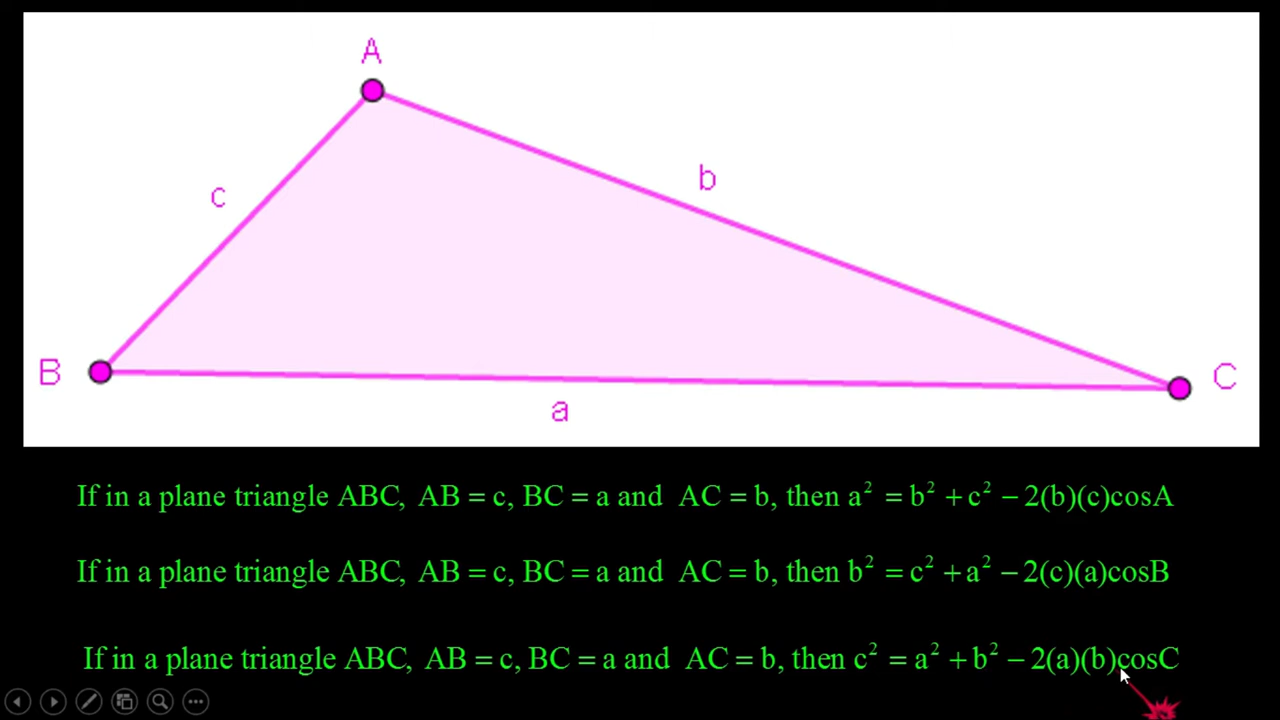 A
c
b
B
C
a
If in a plane triangle ABC, AB = c, BC = a and AC = b, then a² = b² + c² − 2(b)(c)cosA
If in a plane triangle ABC, AB = c, BC = a and AC = b, then b² = c² + a² − 2(c)(a)cosB
If in a plane triangle ABC, AB = c, BC = a and AC = b, then c² = a² + b² − 2(a)(b)cosC